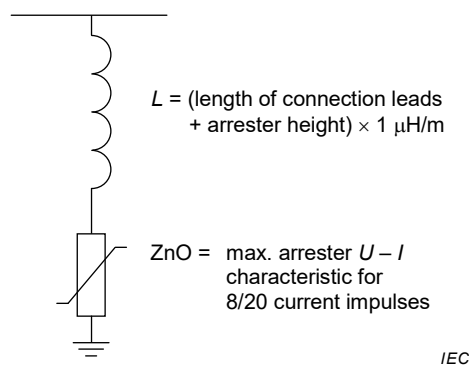 L = (length of connection leads
+ arrester height) × 1 μH/m
ZnO = max. arrester U – I
characteristic for
8/20 current impulses
IEC